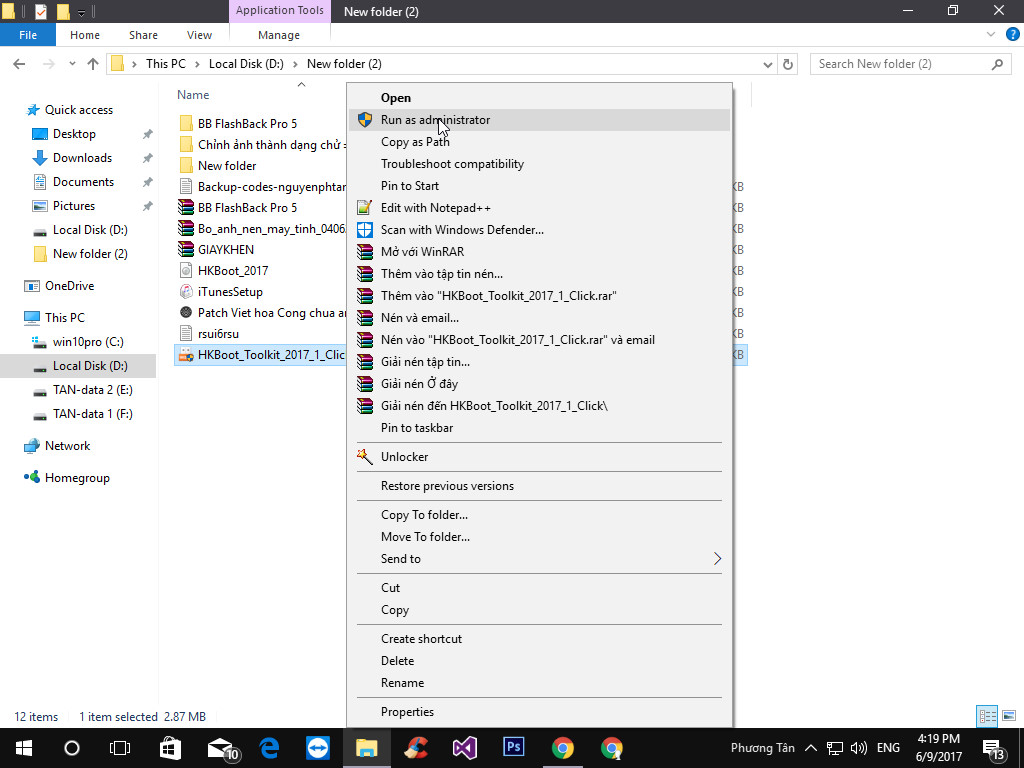 Application Tools
New folder (2)
File
Home
Share
View
Manage
This PC
Local Disk (D:)
New folder (2)
Search New folder (2)
Quick access
Desktop
Downloads
Documents
Pictures
Local Disk (D:)
New folder (2)
OneDrive
This PC
win10pro (C:)
Local Disk (D:)
TAN-data 2 (E:)
TAN-data 1 (F:)
Network
Homegroup
Name
BB FlashBack Pro 5
Chỉnh ảnh thành dạng chử =
New folder
Backup-codes-nguyenphtan
BB FlashBack Pro 5
Bo_anh_nen_may_tinh_0406
GIAYKHEN
HKBoot_2017
iTunesSetup
Patch Viet hoa Cong chua an
rsui6rsu
HKBoot_Toolkit_2017_1_Clic
KB
KB
KB
KB
KB
KB
KB
KB
KB
Open
Run as administrator
Copy as Path
Troubleshoot compatibility
Pin to Start
Edit with Notepad++
Scan with Windows Defender...
Mở với WinRAR
Thêm vào tập tin nén...
Thêm vào "HKBoot_Toolkit_2017_1_Click.rar"
Nén và email...
Nén vào "HKBoot_Toolkit_2017_1_Click.rar" và email
Giải nén tập tin...
Giải nén Ở đây
Giải nén đến HKBoot_Toolkit_2017_1_Click\
Pin to taskbar
Unlocker
Restore previous versions
Copy To folder...
Move To folder...
Send to
Cut
Copy
Create shortcut
Delete
Rename
Properties
12 items
1 item selected 2.87 MB
10
Ps
Phương Tân
ENG
4:19 PM
6/9/2017
13